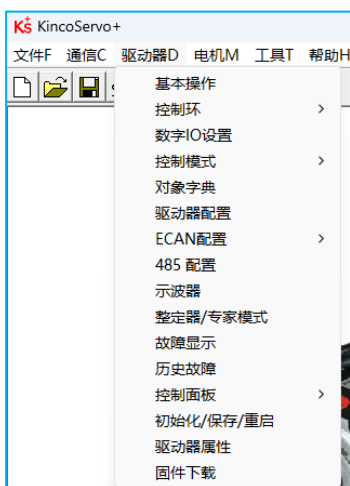 Ks KincoServo+
文件F 通信C 驱动器D 电机M 工具T 帮助H
基本操作
控制环
数字IO设置
控制模式
对象字典
驱动器配置
ECAN配置
485 配置
示波器
整定器/专家模式
故障显示
历史故障
控制面板
初始化/保存/重启
驱动器属性
固件下载